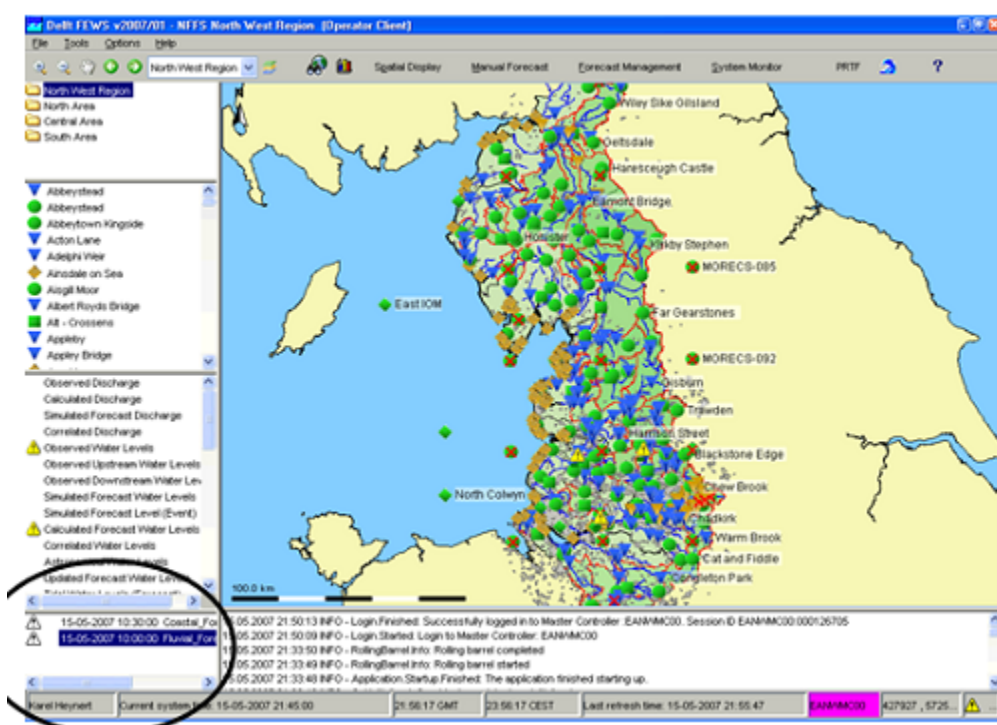 Delft FEWS v2007/01 - NFFS North West Region (Operator Client)
File Tools Options Help
North West Region Spatial Display Manual Forecast Forecast Management System Monitor PRTF ?
North West Region
North Area
Central Area
South Area
Abbeystead
Abbeystead
Abbeytown Kingside
Acton Lane
Adelphi Weir
Ainsdale on Sea
Aisgill Moor
Albert Royds Bridge
Alt - Crossens
Appleby
Appley Bridge
Observed Discharge
Calculated Discharge
Simulated Forecast Discharge
Correlated Discharge
Observed Water Levels
Observed Upstream Water Levels
Observed Downstream Water Lev
Simulated Forecast Water Levels
Simulated Forecast Level (Event)
Calculated Forecast Water Levels
Correlated Water Levels
Updated Forecast Water Leve
Wiley Sike Gilsland
Geltsdale
Haresceugh Castle
Eamont Bridge
Honister
Kirkby Stephen
MORECS-085
East IOM
Far Gearstones
MORECS-092
Gisburn
Trawden
Harrison Street
Blackstone Edge
Chew Brook
North Colwyn
Chadkirk
Warm Brook
Cat and Fiddle
Congleton Park
100.0 km
15-05-2007 10:30:00 Coastal_For
15-05-2007 10:00:00 Fluvial_Fore
05.2007 21:50:13 INFO - Login.Finished: Successfully logged in to Master Controller :EANWMC00. Session ID EANWMC00:000126705
05.2007 21:50:09 INFO - Login.Started: Login to Master Controller: EANWMC00
05.2007 21:33:50 INFO - RollingBarrel.Info: Rolling barrel completed
05.2007 21:33:49 INFO - RollingBarrel.Info: Rolling barrel started
05.2007 21:33:48 INFO - Application.Startup.Finished: The application finished starting up.
Karel Heynert Current system time: 15-05-2007 21:45:00 21:56:17 GMT 23:56:17 CEST Last refresh time: 15-05-2007 21:55:47 EANWMC00 427927 , 5725...